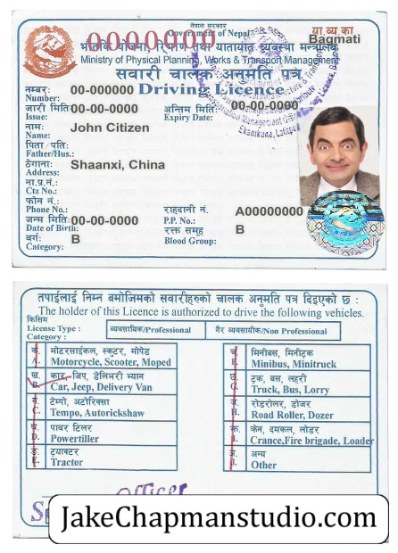 नेपाल सरकार
Government of Nepal
या व्य का
0000000
Bagmati
भौतिक योजना, निर्माण तथा यातायात व्यवस्था मन्त्रालय
Ministry of Physical Planning, Works & Transport Management
सवारी चालक अनुमति पत्र
नम्बर: 00-000000 Driving Licence
Number:
जारी मिति 00-00-0000 अन्तिम मिति: 00-00-0000
Issue: Expiry Date:
नाम: John Citizen
Name:
पिता/पति:
Father/Hus.:
ठेगाना: Shaanxi, China
Address:
ना.प्र.नं.:
Ctz No.:
फोन नं.:
Phone No.: राहदानी नं. A00000000
जन्म मिति 00-00-0000 P.P. No.:
Date of Birth: रक्त समुह B
वर्ग: B Blood Group:
Category:
तपाईलाई निम्न बमोजिमको सवारीहरुको चालक अनुमति पत्र दिइएको छ :
The holder of this Licence is authorized to drive the following vehicles.
किसिम
License Type : व्यवसायिक/Professional गैर व्यवसायीक/Non Professional
Category :
क. मोटरसाईकल, स्कूटर, मोपेड च. मिनीबस, मिनीट्रक
A. Motorcycle, Scooter, Moped F. Minibus, Minitruck
ख. कार, जिप, डेलिभरी भ्यान छ. ट्रक, बस, लहरी
B. Car, Jeep, Delivery Van G. Truck, Bus, Lorry
ग. टेम्पो, अटोरिक्सा ज. रोडरोलर, डोजर
C. Tempo, Autorickshaw H. Road Roller, Dozer
घ. पावर टिलर झ. क्रेन, दमकल, लोडर
D. Powertiller I. Crance,Fire brigade, Loader
ङ. ट्र्याक्टर अन्य
E. Tractor Other
Officer
JakeChapmanstudio.com